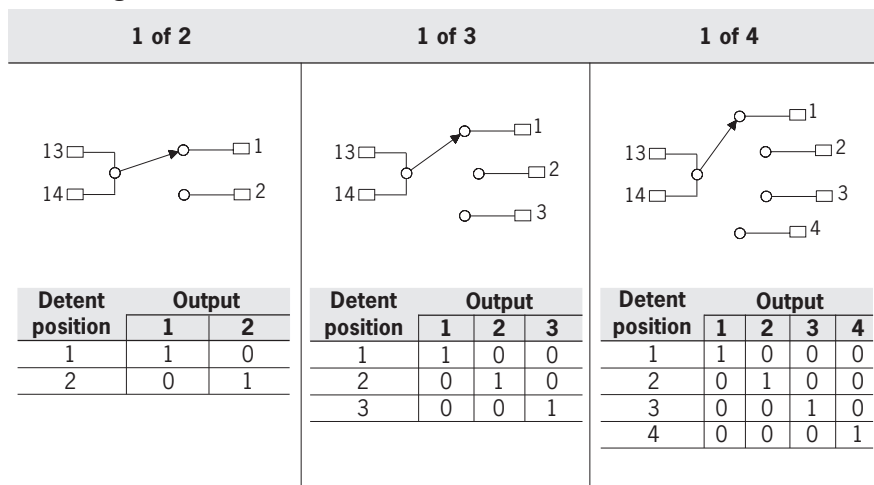 1 of 2
13
14
1
2
Detent position Output
1 2
1 1 0
2 0 1
1 of 3
13
14
1
2
3
Detent position Output
1 2 3
1 1 0 0
2 0 1 0
3 0 0 1
1 of 4
13
14
1
2
3
4
Detent position Output
1 2 3 4
1 1 0 0 0
2 0 1 0 0
3 0 0 1 0
4 0 0 0 1